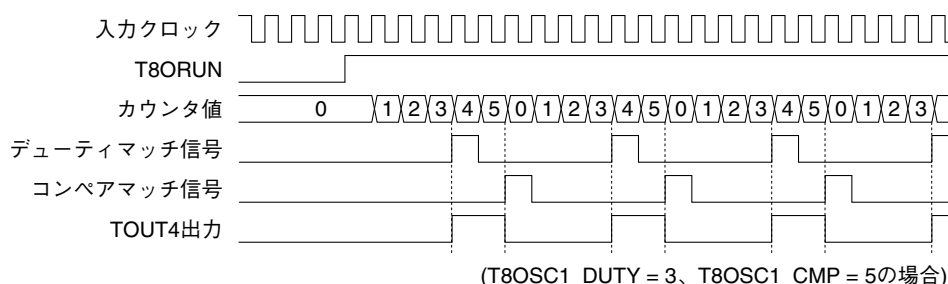 入力クロック
T8ORUN
カウンタ値 0 1 2 3 4 5 0 1 2 3 4 5 0 1 2 3 4 5 0 1 2 3
デューティマッチ信号
コンペアマッチ信号
TOUT4出力
(T8OSC1_DUTY = 3、T8OSC1_CMP = 5の場合)